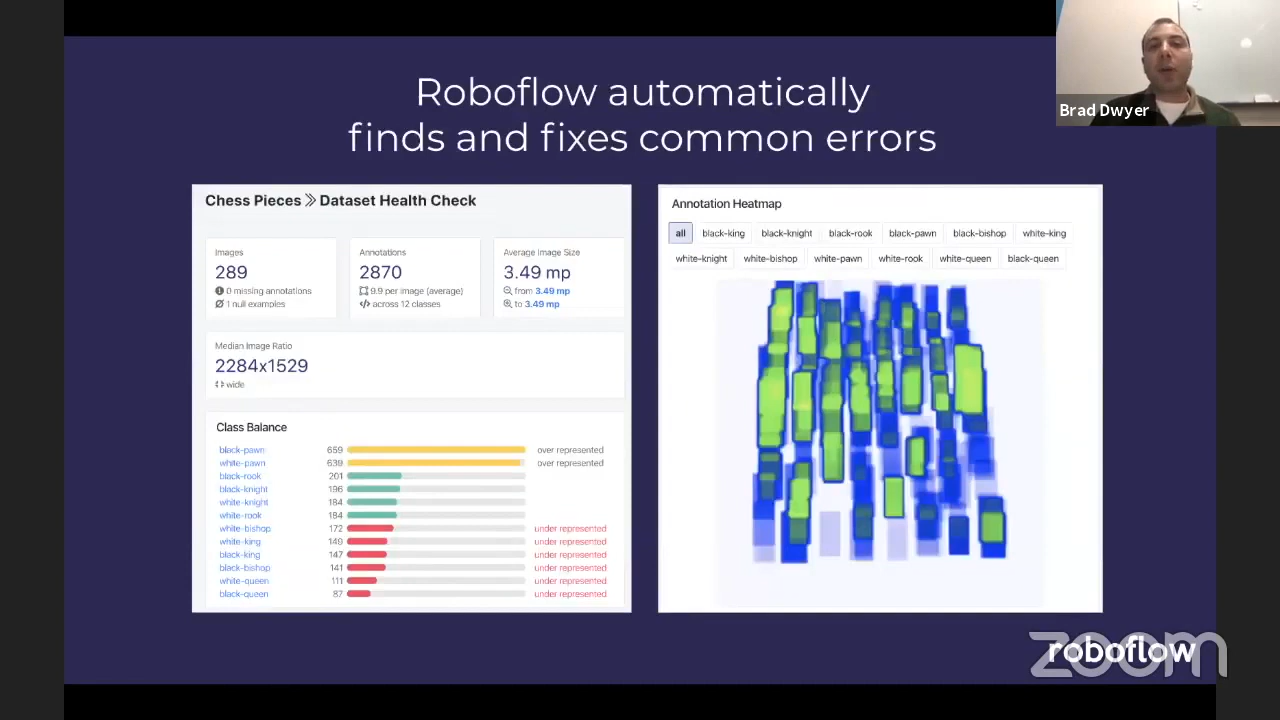 Roboflow automatically
finds and fixes common errors
Brad Dwyer
Chess Pieces >> Dataset Health Check
Images
289
0 missing annotations
1 null examples
Annotations
2870
9.9 per image (average)
</> across 12 classes
Average Image Size
3.49 mp
from 3.49 mp
to 3.49 mp
Median Image Ratio
2284x1529
wide
Class Balance
black-pawn 659 over represented
white-pawn 639 over represented
black-rook 201
black-knight 196
white-knight 184
white-rook 184
white-bishop 172 under represented
white-king 149 under represented
black-king 147 under represented
black-bishop 141 under represented
white-queen 111 under represented
black-queen 87 under represented
Annotation Heatmap
all black-king black-knight black-rook black-pawn black-bishop white-king
white-knight white-bishop white-pawn white-rook white-queen black-queen
zoom
roboflow